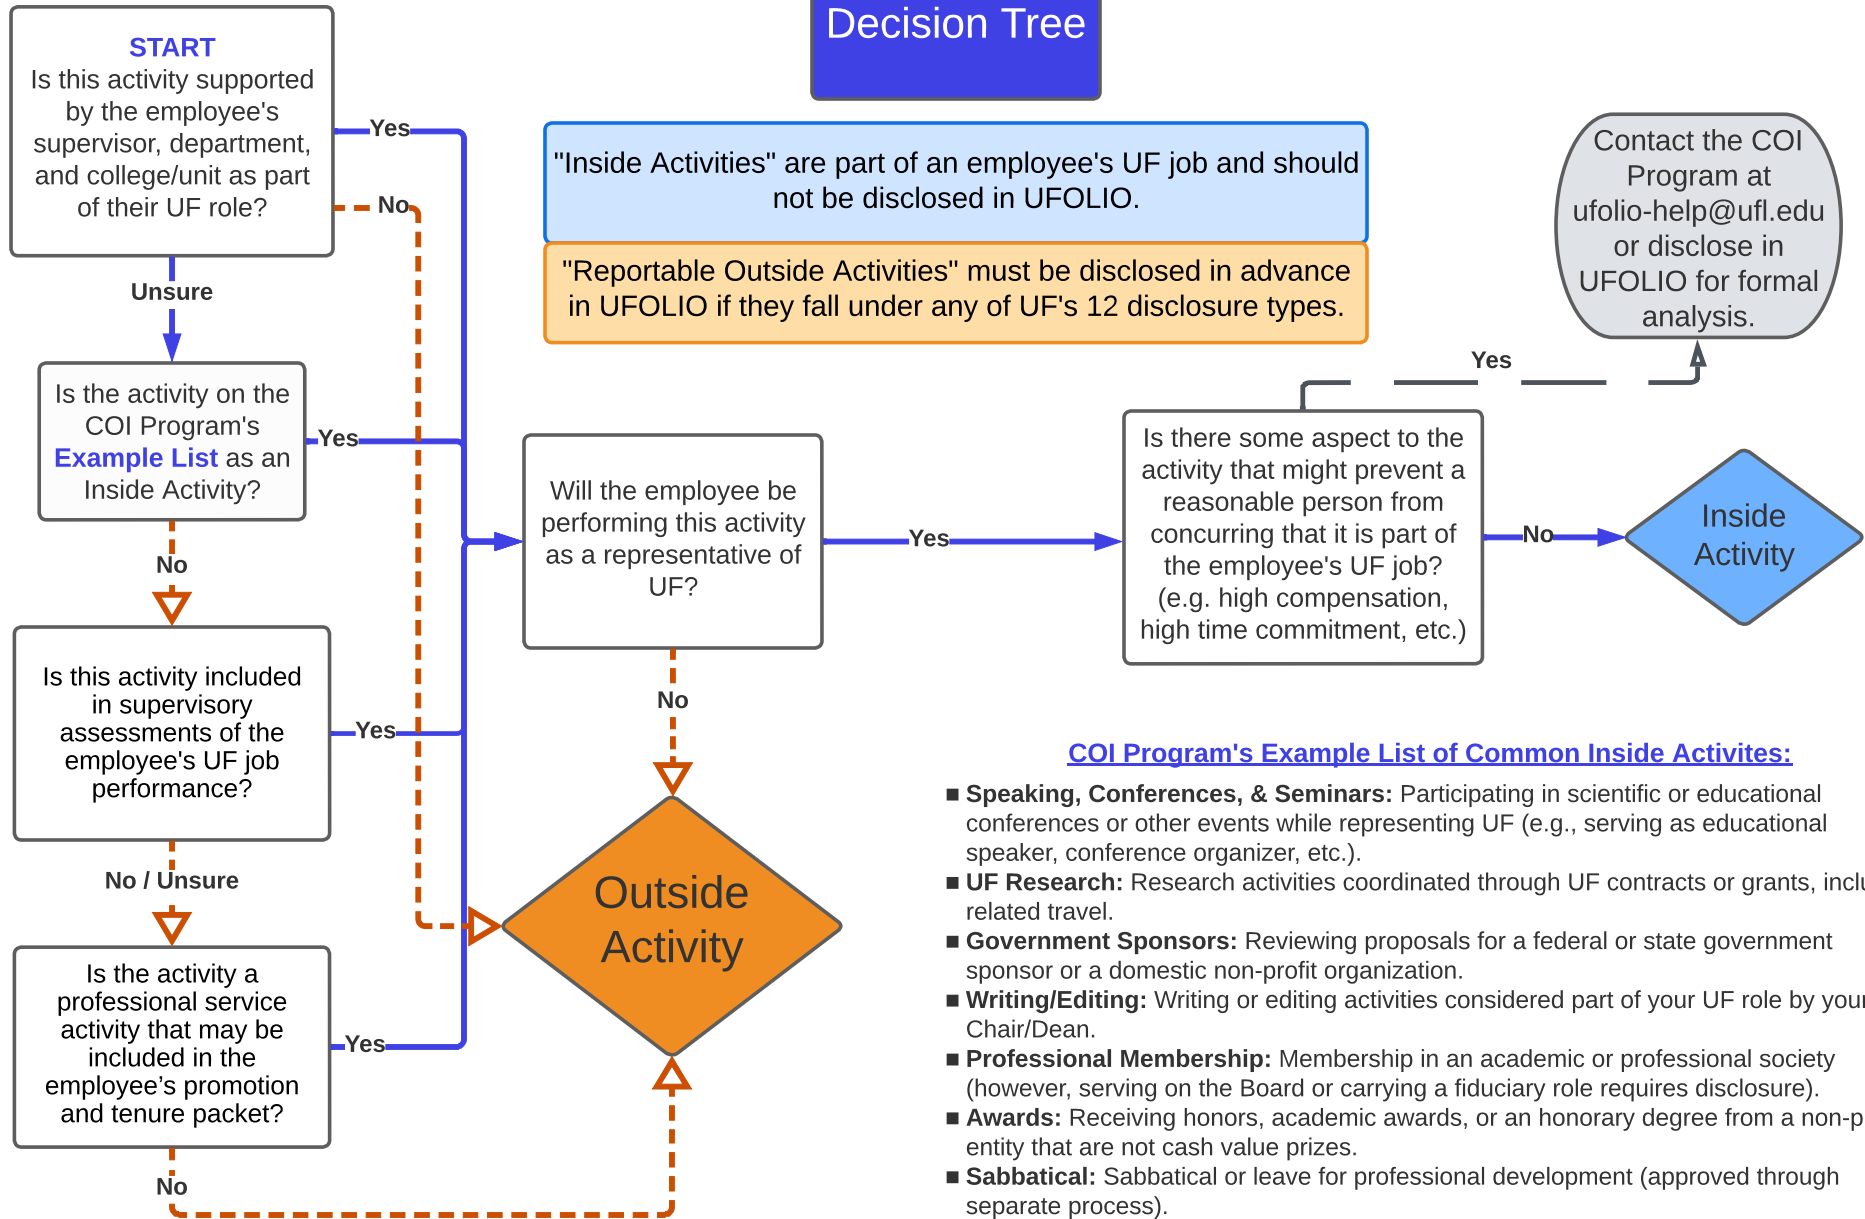 Decision Tree
START
Is this activity supported
by the employee's
supervisor, department,
and college/unit as part
of their UF role?
Yes
No
Unsure
"Inside Activities" are part of an employee's UF job and should
not be disclosed in UFOLIO.
"Reportable Outside Activities" must be disclosed in advance
in UFOLIO if they fall under any of UF's 12 disclosure types.
Contact the COI
Program at
ufolio-help@ufl.edu
or disclose in
UFOLIO for formal
analysis.
Yes
Is the activity on the
COI Program's
Example List as an
Inside Activity?
Yes
No
Will the employee be
performing this activity
as a representative of
UF?
Yes
No
Is there some aspect to the
activity that might prevent a
reasonable person from
concurring that it is part of
the employee's UF job?
(e.g. high compensation,
high time commitment, etc.)
No
Inside
Activity
Is this activity included
in supervisory
assessments of the
employee's UF job
performance?
Yes
No / Unsure
Outside
Activity
Is the activity a
professional service
activity that may be
included in the
employee’s promotion
and tenure packet?
Yes
No
COI Program's Example List of Common Inside Activites:
■ Speaking, Conferences, & Seminars: Participating in scientific or educational
conferences or other events while representing UF (e.g., serving as educational
speaker, conference organizer, etc.).
■ UF Research: Research activities coordinated through UF contracts or grants,
related travel.
■ Government Sponsors: Reviewing proposals for a federal or state government
sponsor or a domestic non-profit organization.
■ Writing/Editing: Writing or editing activities considered part of your UF role by your
Chair/Dean.
■ Professional Membership: Membership in an academic or professional society
(however, serving on the Board or carrying a fiduciary role requires disclosure).
■ Awards: Receiving honors, academic awards, or an honorary degree from a
entity that are not cash value prizes.
■ Sabbatical: Sabbatical or leave for professional development (approved through
separate process).